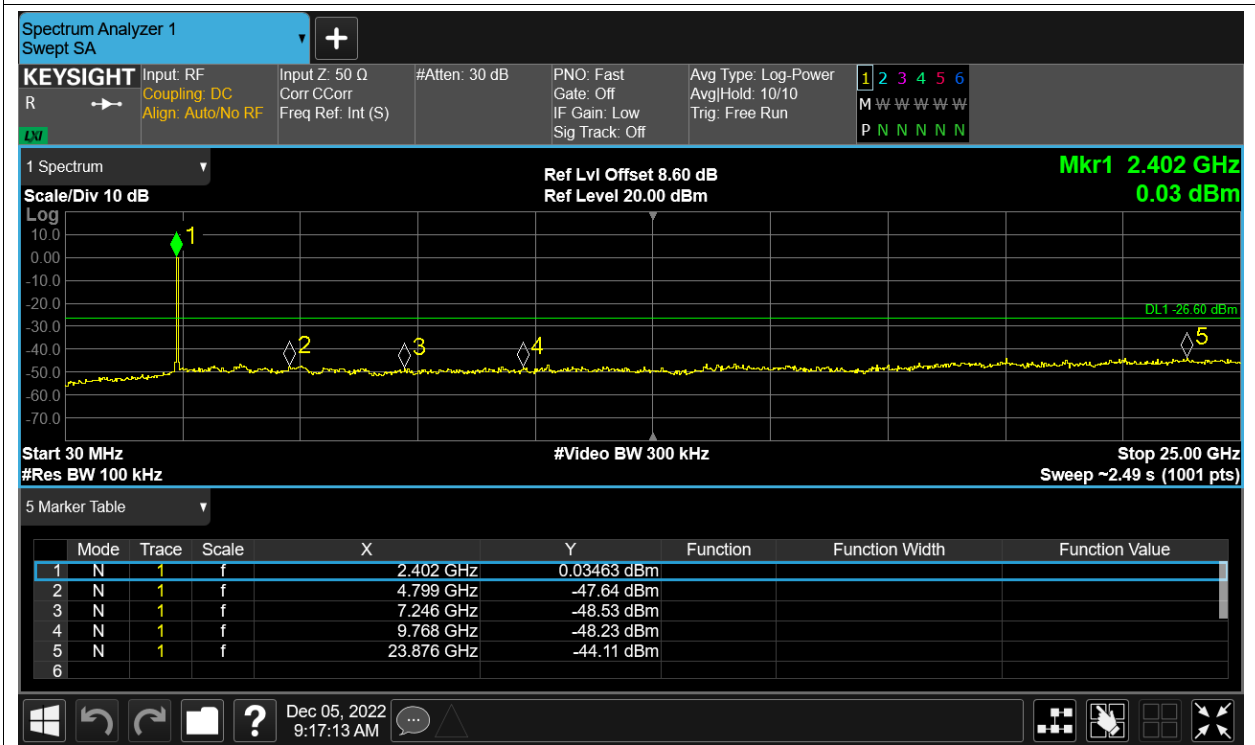 Spectrum Analyzer 1
Swept SA
KEYSIGHT Input: RF Input Z: 50 Ω #Atten: 30 dB PNO: Fast Avg Type: Log-Power 1 2 3 4 5 6
R Coupling: DC Corr CCorr Gate: Off Avg|Hold: 10/10 M W W W W W
Align: Auto/No RF Freq Ref: Int (S) IF Gain: Low Trig: Free Run
LXI Sig Track: Off P N N N N N
1 Spectrum Ref Lvl Offset 8.60 dB Mkr1 2.402 GHz
Scale/Div 10 dB Ref Level 20.00 dBm 0.03 dBm
Log
10.0 1
0.00
-10.0
-20.0 DL1 -26.60 dBm
-30.0
-40.0 2 3 4 5
-50.0
-60.0
-70.0
Start 30 MHz #Video BW 300 kHz Stop 25.00 GHz
#Res BW 100 kHz Sweep ~2.49 s (1001 pts)
5 Marker Table
Mode Trace Scale X Y Function Function Width Function Value
1 N 1 f 2.402 GHz 0.03463 dBm
2 N 1 f 4.799 GHz -47.64 dBm
3 N 1 f 7.246 GHz -48.53 dBm
4 N 1 f 9.768 GHz -48.23 dBm
5 N 1 f 23.876 GHz -44.11 dBm
6
? Dec 05, 2022
9:17:13 AM